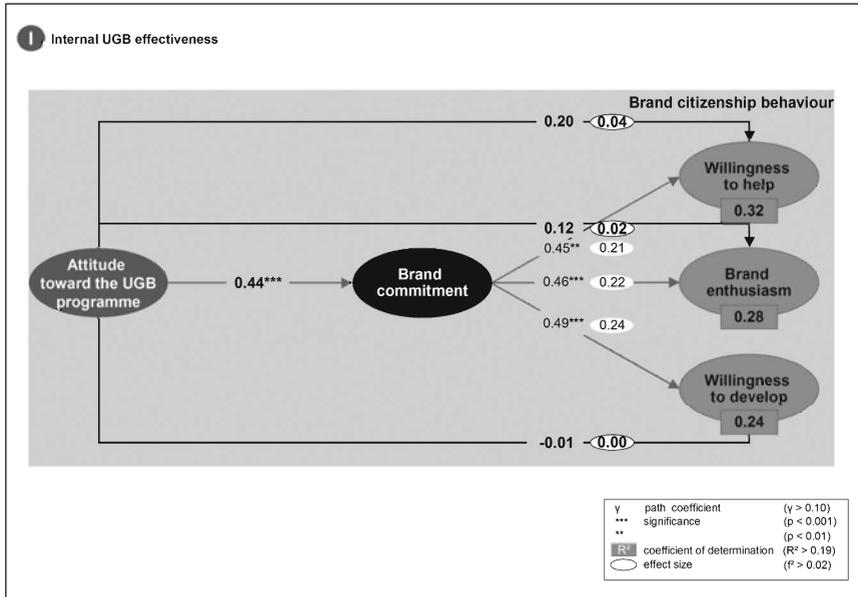 I Internal UGB effectiveness
Brand citizenship behaviour
0.20 0.04
Willingness
to help
0.32
0.12 0.02
0.45** 0.21
Attitude
toward the UGB
programme
0.44***
Brand
commitment
0.46*** 0.22
Brand
enthusiasm
0.28
0.49*** 0.24
Willingness
to develop
0.24
-0.01 0.00
γ path coefficient (γ > 0.10)
*** significance (p < 0.001)
** (p < 0.01)
R² coefficient of determination (R² > 0.19)
effect size (f² > 0.02)